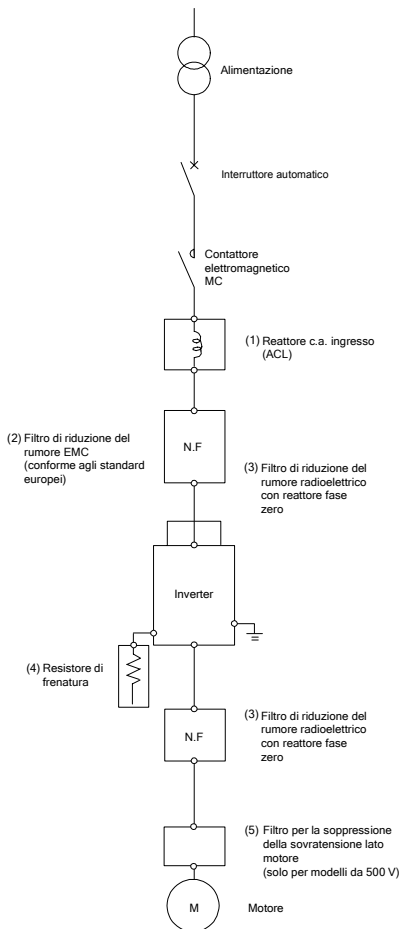 Alimentazione
Interruttore automatico
Contattore
elettromagnetico
MC
(1) Reattore c.a. ingresso
(ACL)
(2) Filtro di riduzione del
rumore EMC
(conforme agli standard
europei)
N.F
(3) Filtro di riduzione del
rumore radioelettrico
con reattore fase
zero
Inverter
(4) Resistore di
frenatura
N.F
(3) Filtro di riduzione del
rumore radioelettrico
con reattore fase
zero
(5) Filtro per la soppressione
della sovratensione lato
motore
(solo per modelli da 500 V)
M
Motore